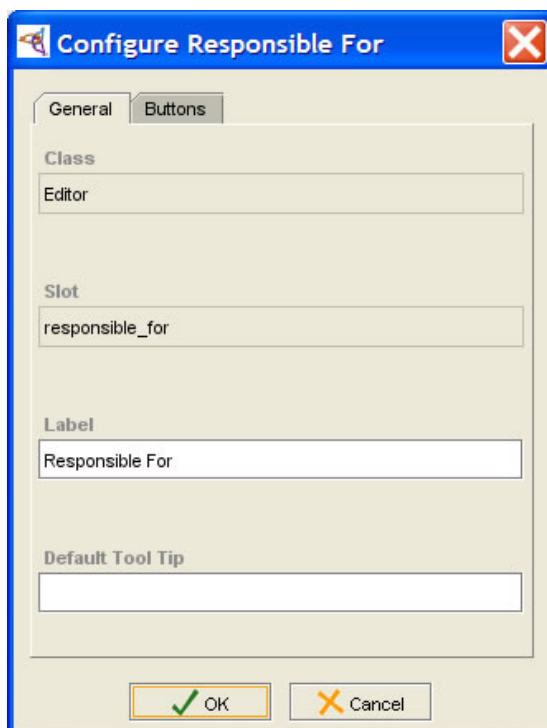 Configure Responsible For
General Buttons
Class
Editor
Slot
responsible_for
Label
Responsible For
Default Tool Tip
OK Cancel